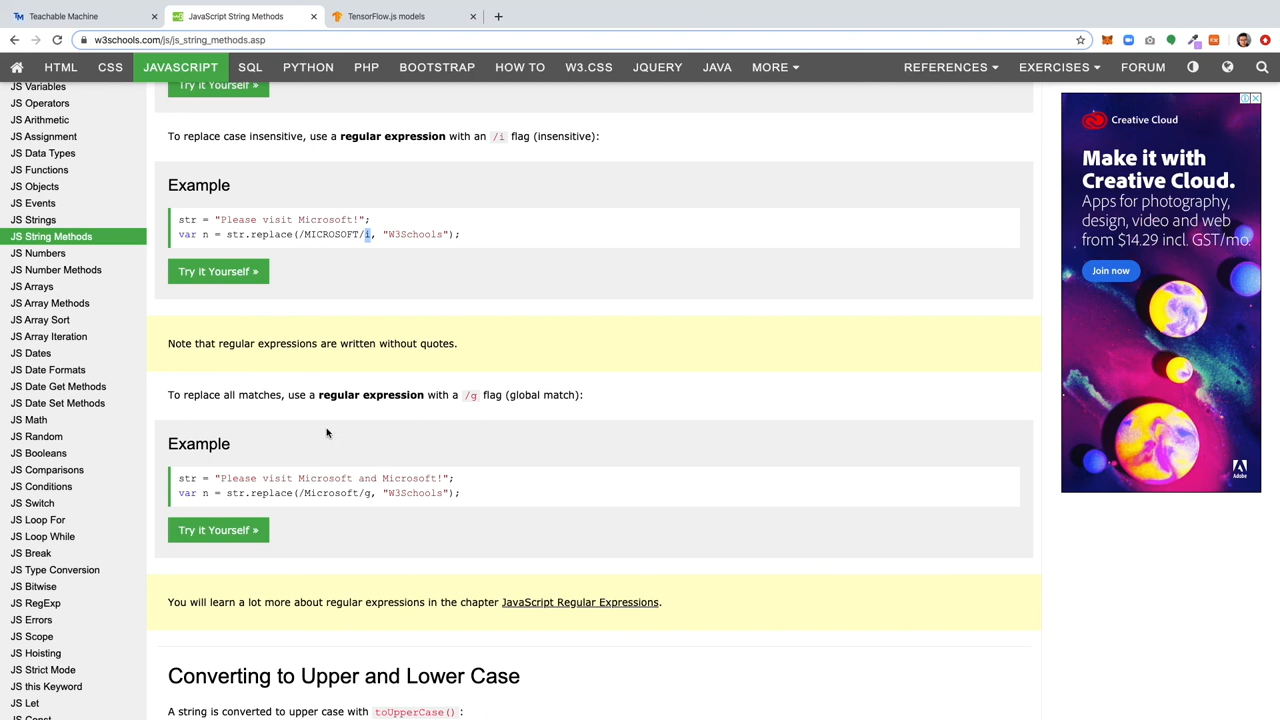 Teachable Machine
JavaScript String Methods
TensorFlow.js models
w3schools.com/js/js_string_methods.asp
HTML CSS JAVASCRIPT SQL PYTHON PHP BOOTSTRAP HOW TO W3.CSS JQUERY JAVA MORE REFERENCES EXERCISES FORUM
JS Variables
JS Operators
JS Arithmetic
JS Assignment
JS Data Types
JS Functions
JS Objects
JS Events
JS Strings
JS String Methods
JS Numbers
JS Number Methods
JS Arrays
JS Array Methods
JS Array Sort
JS Array Iteration
JS Dates
JS Date Formats
JS Date Get Methods
JS Date Set Methods
JS Math
JS Random
JS Booleans
JS Comparisons
JS Conditions
JS Switch
JS Loop For
JS Loop While
JS Break
JS Type Conversion
JS Bitwise
JS RegExp
JS Errors
JS Scope
JS Hoisting
JS Strict Mode
JS this Keyword
JS Let
JS Const
Try it Yourself »
To replace case insensitive, use a regular expression with an /i flag (insensitive):
Example
str = "Please visit Microsoft!";
var n = str.replace(/MICROSOFT/i, "W3Schools");
Try it Yourself »
Note that regular expressions are written without quotes.
To replace all matches, use a regular expression with a /g flag (global match):
Example
str = "Please visit Microsoft and Microsoft!";
var n = str.replace(/Microsoft/g, "W3Schools");
Try it Yourself »
You will learn a lot more about regular expressions in the chapter JavaScript Regular Expressions.
Converting to Upper and Lower Case
A string is converted to upper case with toUpperCase() :
Creative Cloud
Make it with
Creative Cloud.
Apps for photography,
design, video and web
from $14.29 incl. GST/mo.
Join now
Adobe